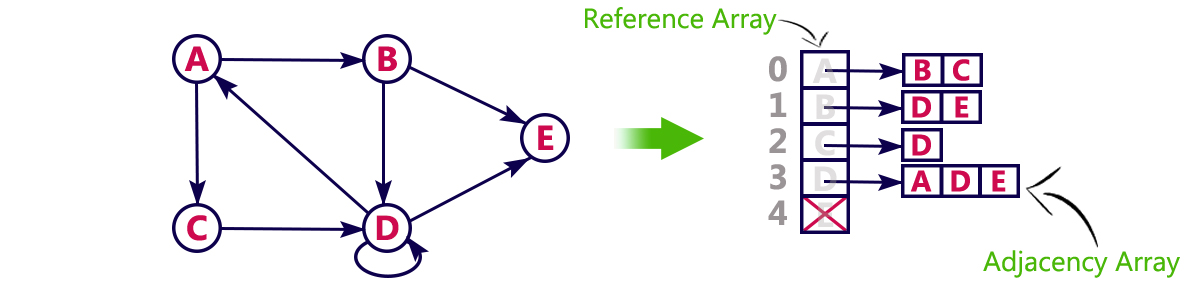 Reference Array
A B
E
C D
0 A B C
1 B D E
2 C D
3 D A D E
4 E
Adjacency Array